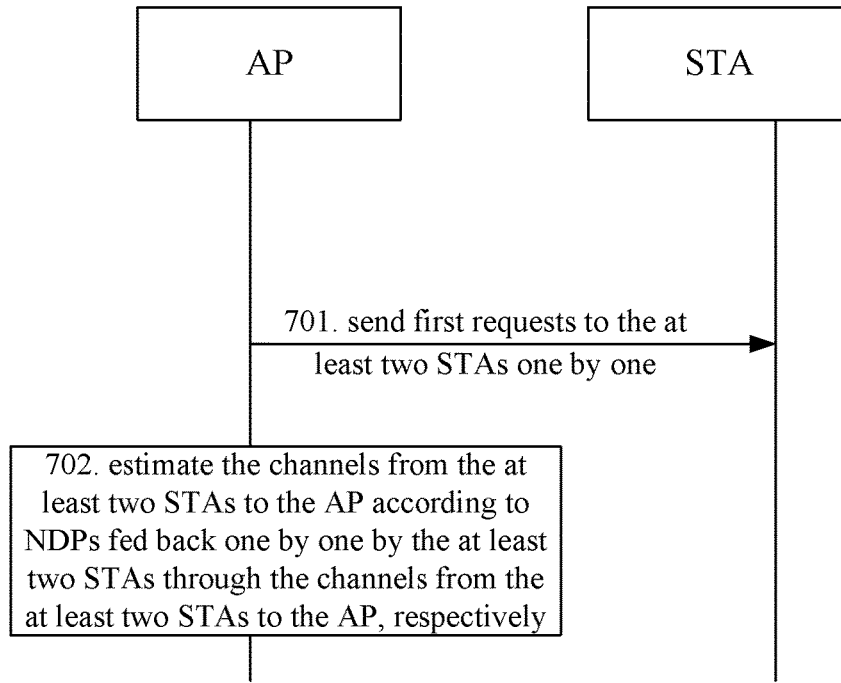 AP
STA
701. send first requests to the at
least two STAs one by one
702. estimate the channels from the at
least two STAs to the AP according to
NDPs fed back one by one by the at least
two STAs through the channels from the
at least two STAs to the AP, respectively